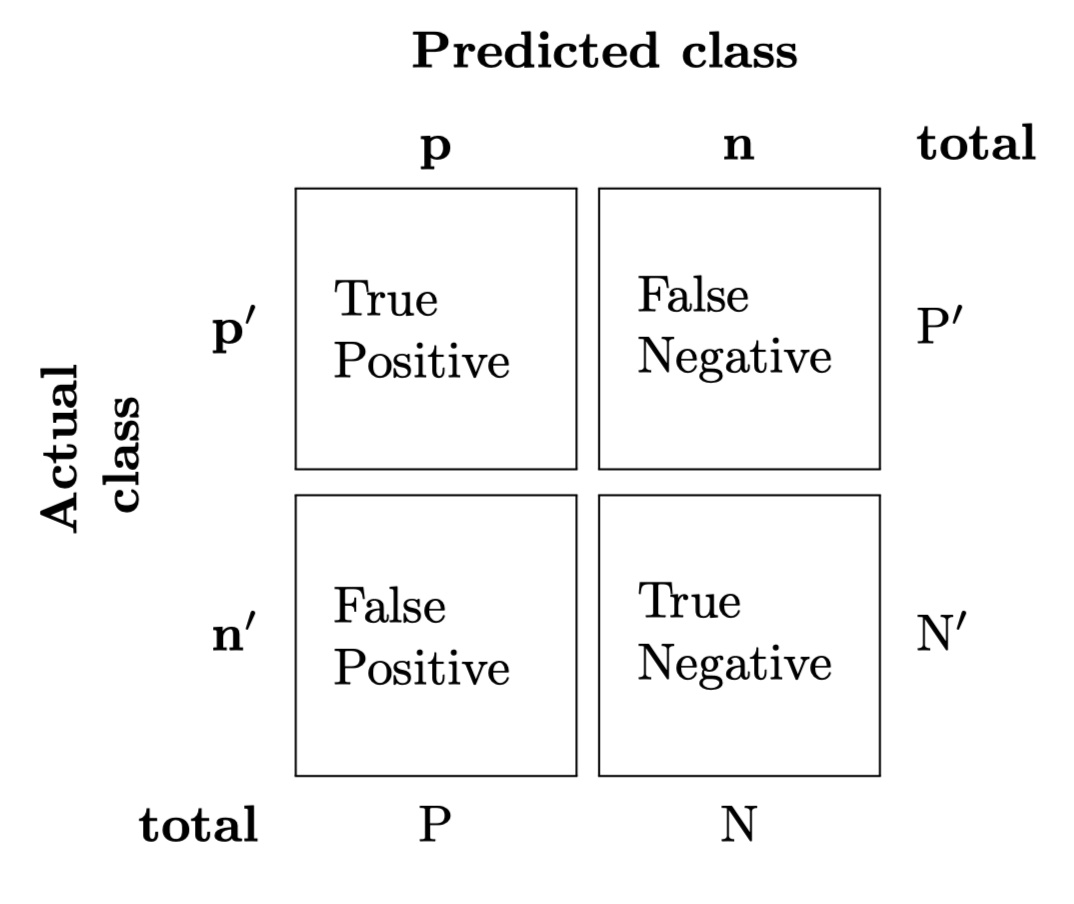 Predicted class
p n total
p′
True
Positive
False
Negative
P′
Actual
class
n′
False
Positive
True
Negative
N′
total P N